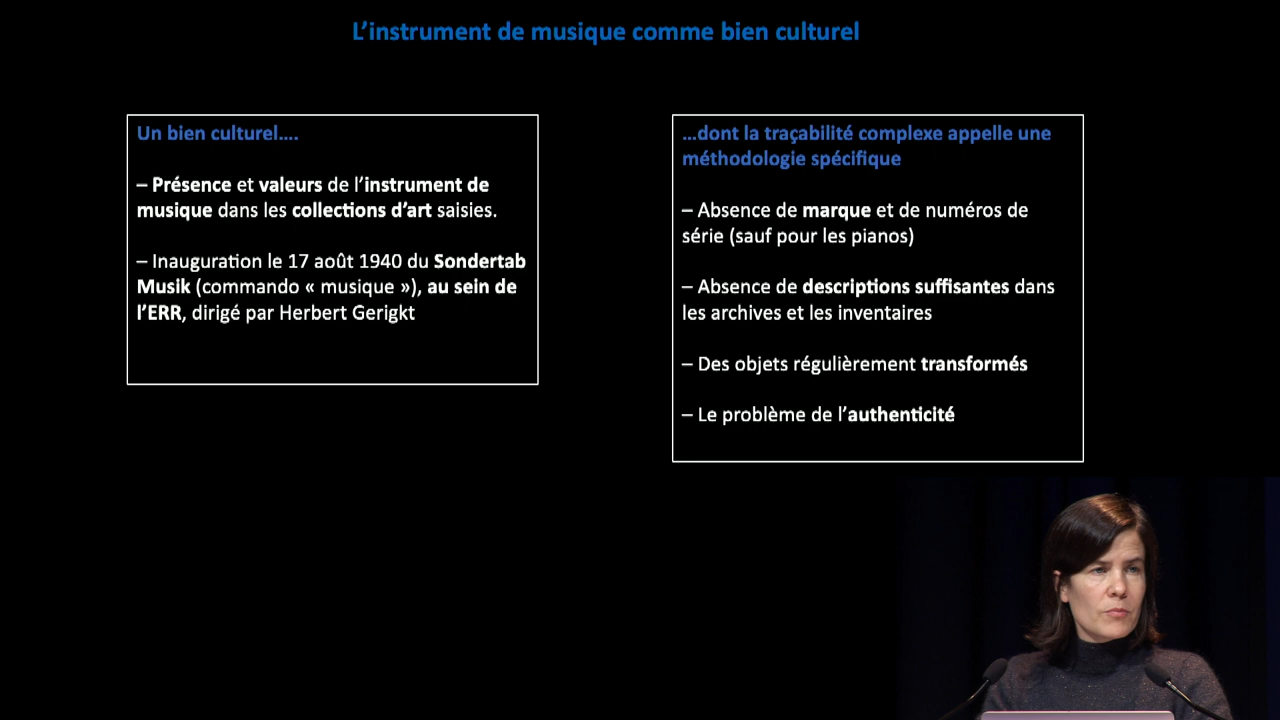 L’instrument de musique comme bien culturel
Un bien culturel….
– Présence et valeurs de l’instrument de
musique dans les collections d’art saisies.
– Inauguration le 17 août 1940 du Sondertab
Musik (commando « musique »), au sein de
l’ERR, dirigé par Herbert Gerigkt
…dont la traçabilité complexe appelle une
méthodologie spécifique
– Absence de marque et de numéros de
série (sauf pour les pianos)
– Absence de descriptions suffisantes dans
les archives et les inventaires
– Des objets régulièrement transformés
– Le problème de l’authenticité